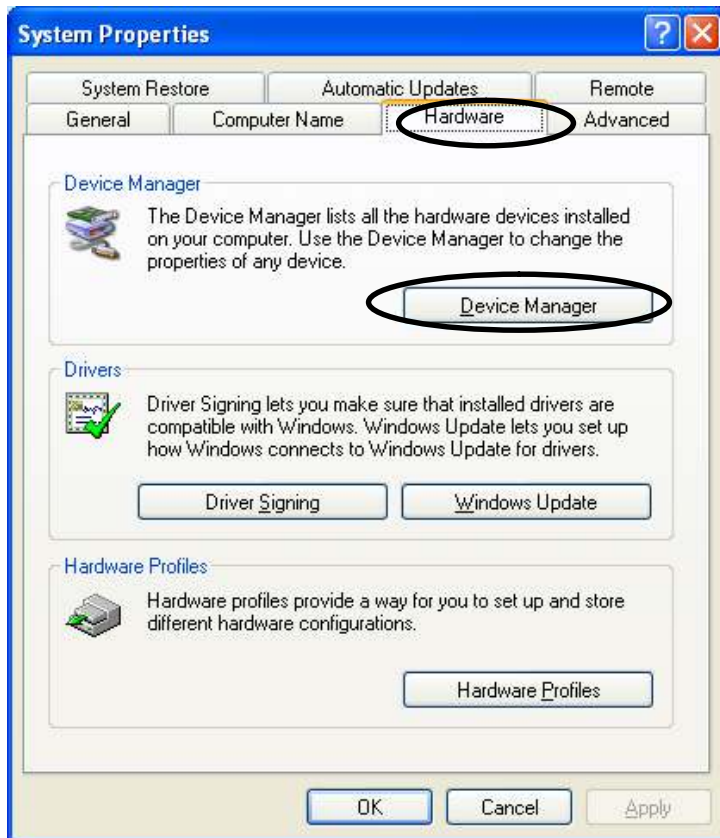 System Properties
System Restore
Automatic Updates
Remote
General
Computer Name
Hardware
Advanced
Device Manager
The Device Manager lists all the hardware devices installed
on your computer. Use the Device Manager to change the
properties of any device.
Device Manager
Drivers
Driver Signing lets you make sure that installed drivers are
compatible with Windows. Windows Update lets you set up
how Windows connects to Windows Update for drivers.
Driver Signing
Windows Update
Hardware Profiles
Hardware profiles provide a way for you to set up and store
different hardware configurations.
Hardware Profiles
OK
Cancel
Apply